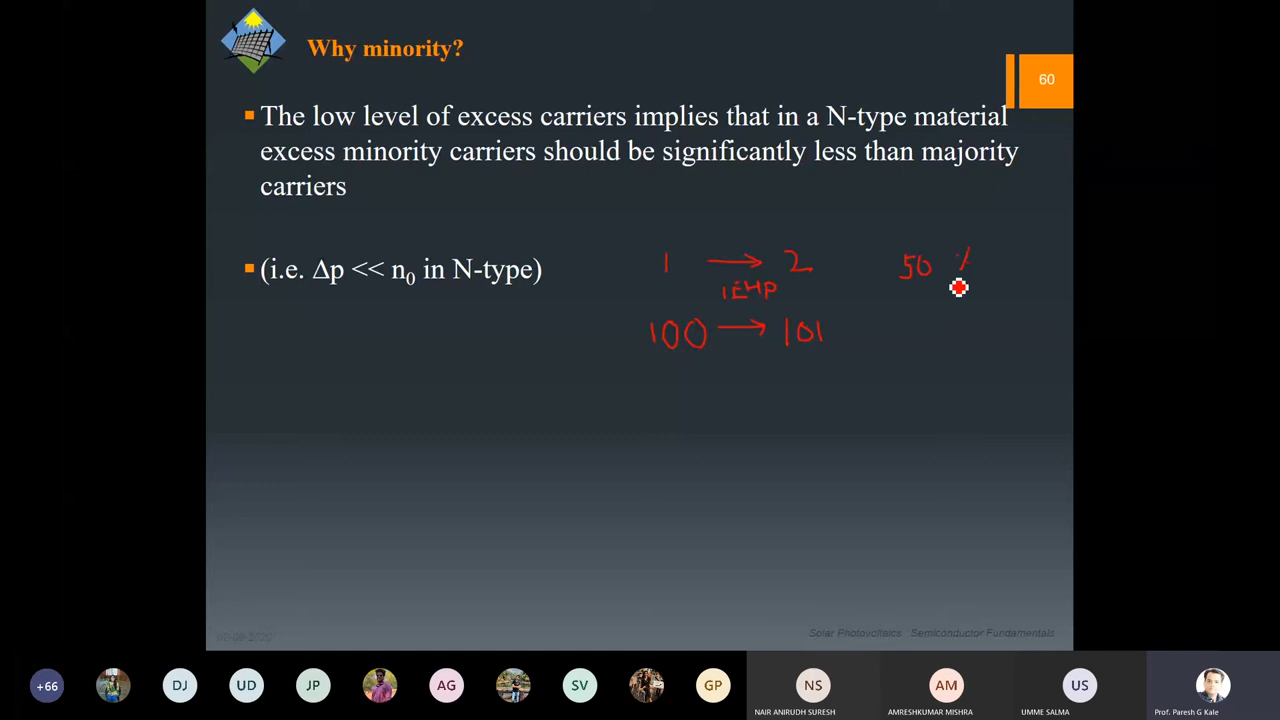 Why minority?
60
The low level of excess carriers implies that in a N-type material
excess minority carriers should be significantly less than majority
carriers
(i.e. Δp << n0 in N-type)
1 → 2 50 %
1EHP
100 → 101
Solar Photovoltaics Semiconductor Fundamentals
+66
DJ
UD
JP
AG
SV
GP
NS
AM
US
NAIR ANIRUDH SURESH
AMRESHKUMAR MISHRA
UMME SALMA
Prof. Paresh G Kale